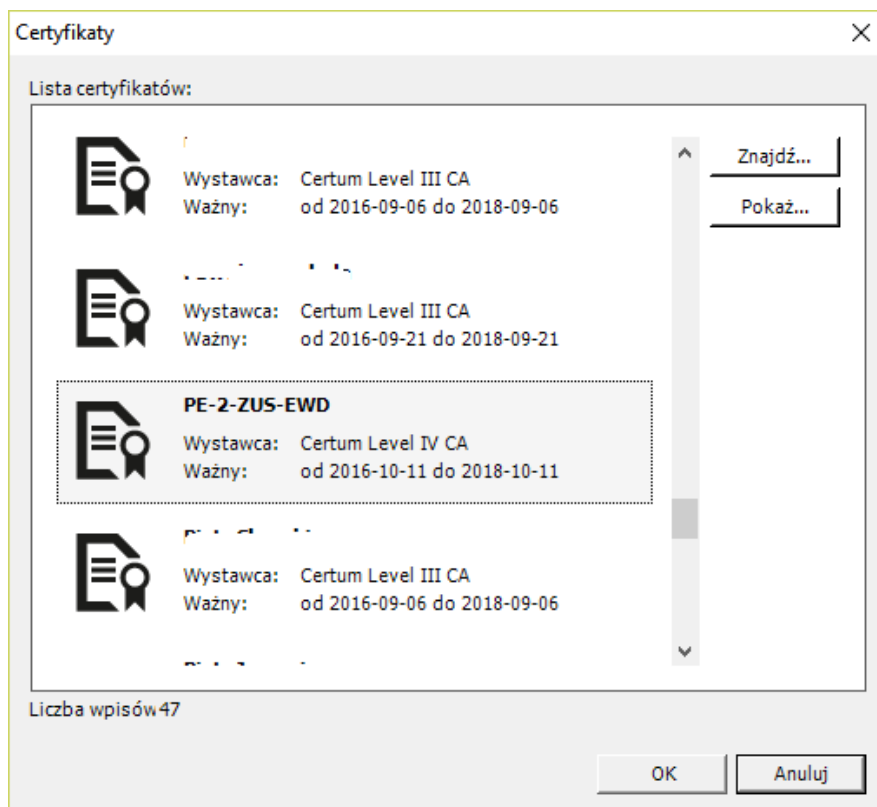 Certyfikaty
Lista certyfikatów:
Znajdź...
Wystawca: Certum Level III CA
Ważny: od 2016-09-06 do 2018-09-06
Pokaż...
Wystawca: Certum Level III CA
Ważny: od 2016-09-21 do 2018-09-21
PE-2-ZUS-EWD
Wystawca: Certum Level IV CA
Ważny: od 2016-10-11 do 2018-10-11
Wystawca: Certum Level III CA
Ważny: od 2016-09-06 do 2018-09-06
Liczba wpisów 47
OK
Anuluj